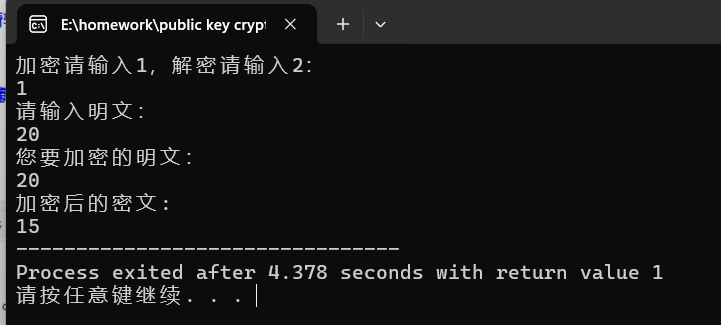 E:\homework\public key crypt
加密请输入1, 解密请输入2:
1
请输入明文:
20
您要加密的明文:
20
加密后的密文:
15
--------------------------------
Process exited after 4.378 seconds with return value 1
请按任意键继续. . .